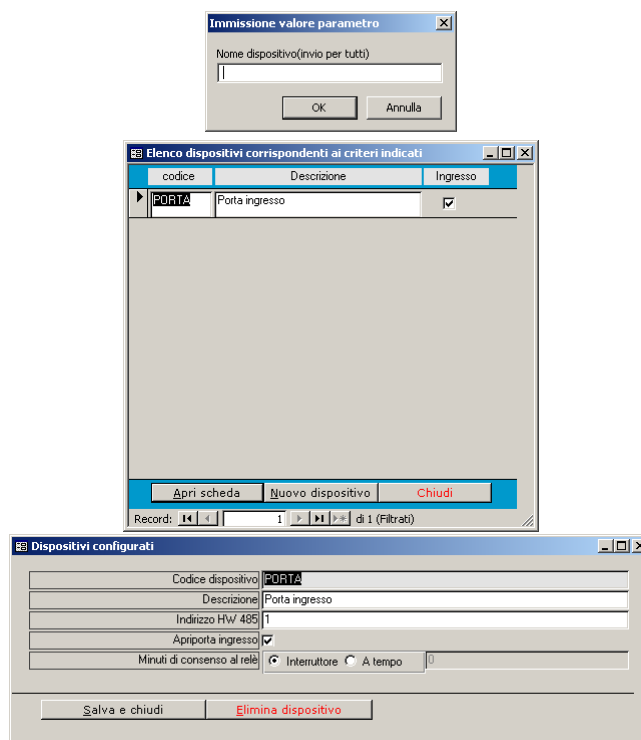 Immissione valore parametro
Nome dispositivo(invio per tutti)
OK Annulla
Elenco dispositivi corrispondenti ai criteri indicati
codice Descrizione Ingresso
PORTA Porta ingresso
Apri scheda Nuovo dispositivo Chiudi
Record: 1 di 1 (Filtrati)
Dispositivi configurati
Codice dispositivo PORTA
Descrizione Porta ingresso
Indirizzo HW 485 1
Apriporta ingresso
Minuti di consenso al relè Interruttore A tempo 0
Salva e chiudi Elimina dispositivo